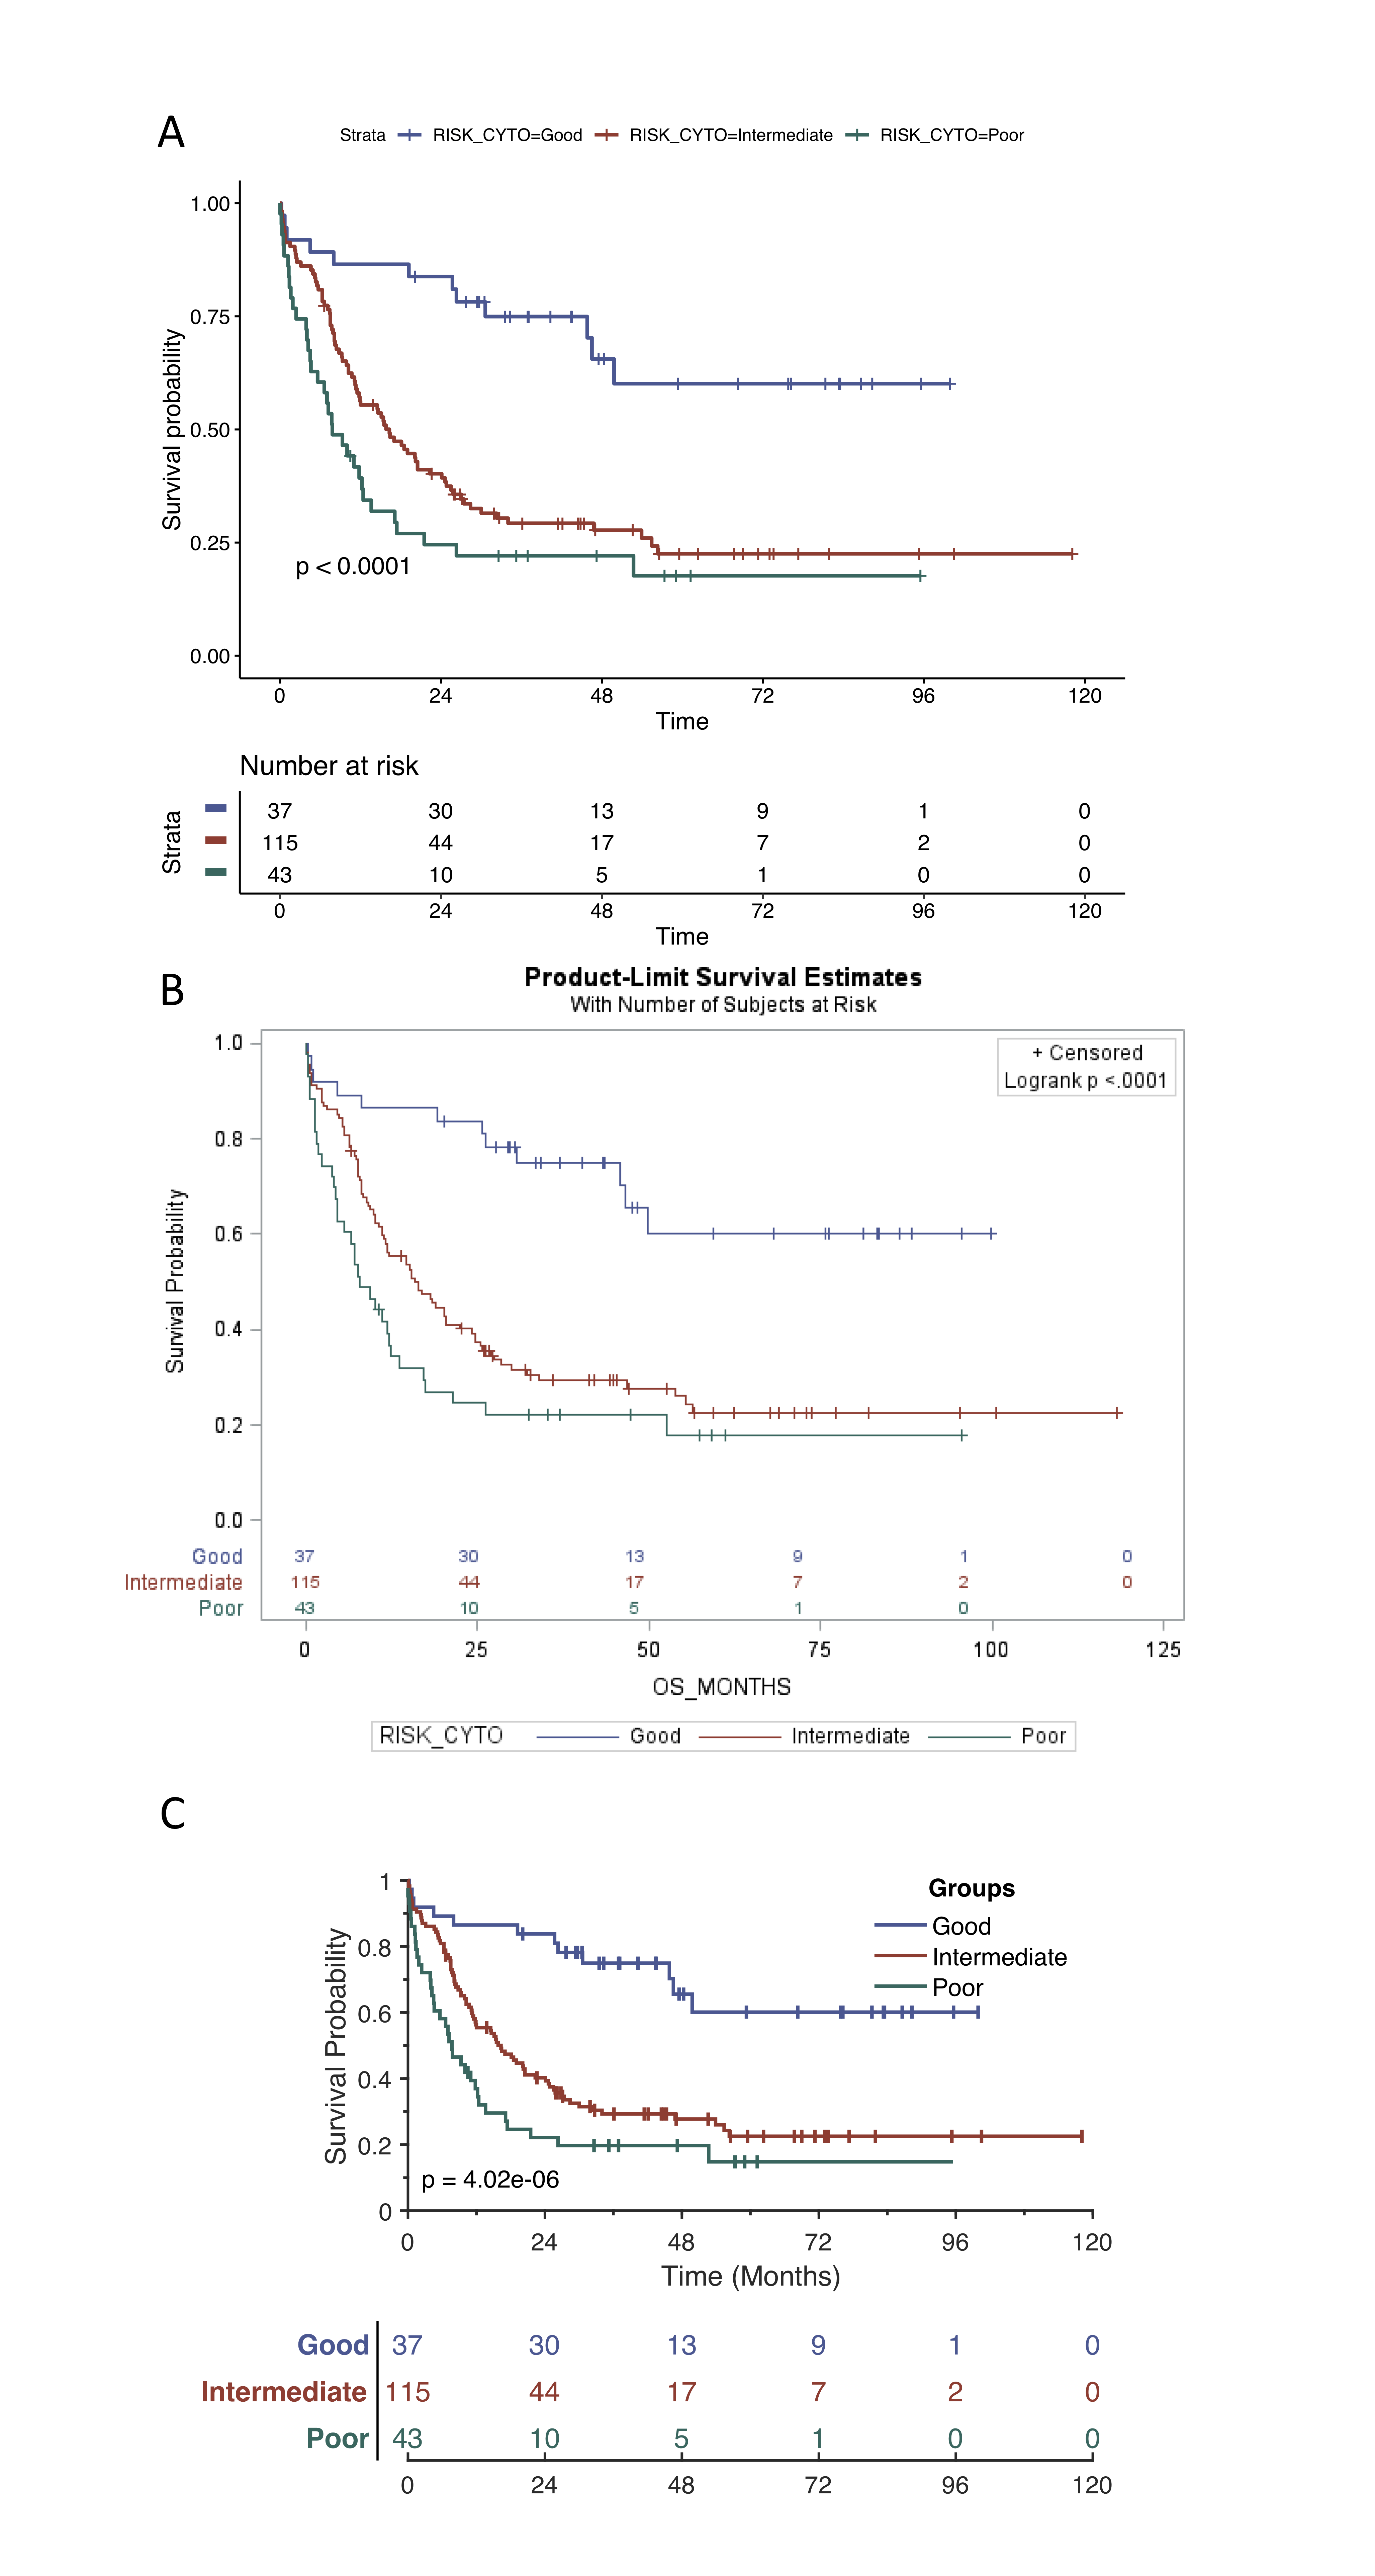 A
Strata RISK_CYTO=Good RISK_CYTO=Intermediate RISK_CYTO=Poor
1.00
0.75
0.50
0.25
0.00
Survival probability
p < 0.0001
0 24 48 72 96 120
Time
Number at risk
Strata
37 30 13 9 1 0
115 44 17 7 2 0
43 10 5 1 0 0
0 24 48 72 96 120
Time
B
Product-Limit Survival Estimates
With Number of Subjects at Risk
+ Censored
Logrank p <.0001
1.0
0.8
0.6
0.4
0.2
0.0
Survival Probability
Good 37 30 13 9 1 0
Intermediate 115 44 17 7 2 0
Poor 43 10 5 1 0
0 25 50 75 100 125
OS_MONTHS
RISK_CYTO Good Intermediate Poor
C
Groups
Good
Intermediate
Poor
1
0.8
0.6
0.4
0.2
0
Survival Probability
p = 4.02e-06
0 24 48 72 96 120
Time (Months)
Good 37 30 13 9 1 0
Intermediate 115 44 17 7 2 0
Poor 43 10 5 1 0 0
0 24 48 72 96 120